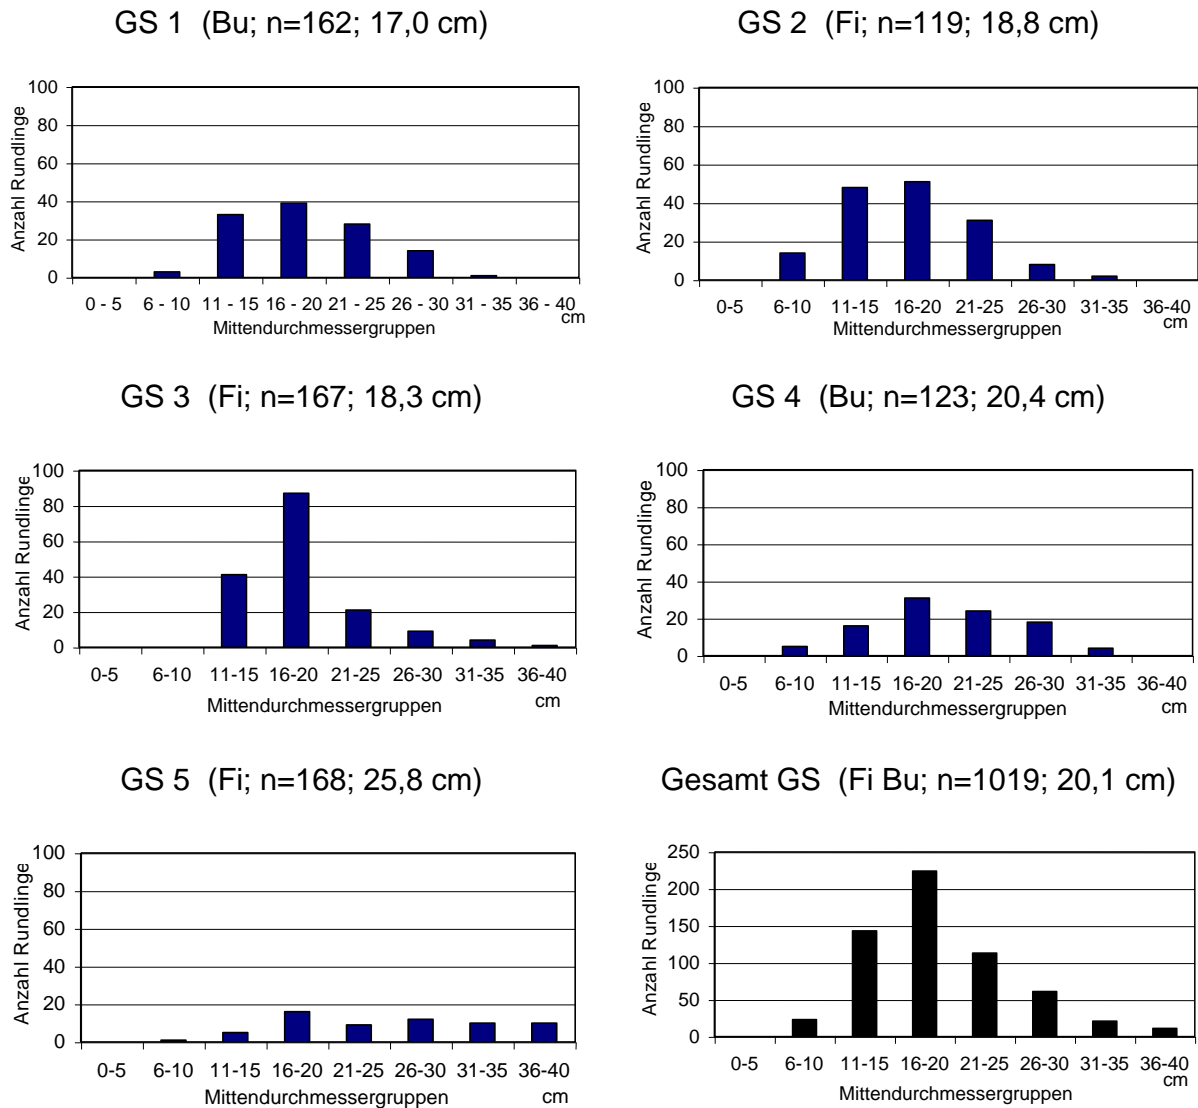 GS 1 (Bu; n=162; 17,0 cm)
Anzahl Rundlinge
100
80
60
40
20
0
0 - 5 6 - 10 11 - 15 16 - 20 21 - 25 26 - 30 31 - 35 36 - 40
Mittendurchmessergruppen
cm
GS 2 (Fi; n=119; 18,8 cm)
Anzahl Rundlinge
100
80
60
40
20
0
0-5 6-10 11-15 16-20 21-25 26-30 31-35 36-40
Mittendurchmessergruppen
cm
GS 3 (Fi; n=167; 18,3 cm)
Anzahl Rundlinge
100
80
60
40
20
0
0-5 6-10 11-15 16-20 21-25 26-30 31-35 36-40
Mittendurchmessergruppen
cm
GS 4 (Bu; n=123; 20,4 cm)
Anzahl Rundlinge
100
80
60
40
20
0
0-5 6-10 11-15 16-20 21-25 26-30 31-35 36-40
Mittendurchmessergruppen
cm
GS 5 (Fi; n=168; 25,8 cm)
Anzahl Rundlinge
100
80
60
40
20
0
0-5 6-10 11-15 16-20 21-25 26-30 31-35 36-40
Mittendurchmessergruppen
cm
Gesamt GS (Fi Bu; n=1019; 20,1 cm)
Anzahl Rundlinge
250
200
150
100
50
0
0-5 6-10 11-15 16-20 21-25 26-30 31-35 36-40
Mittendurchmessergruppen
cm